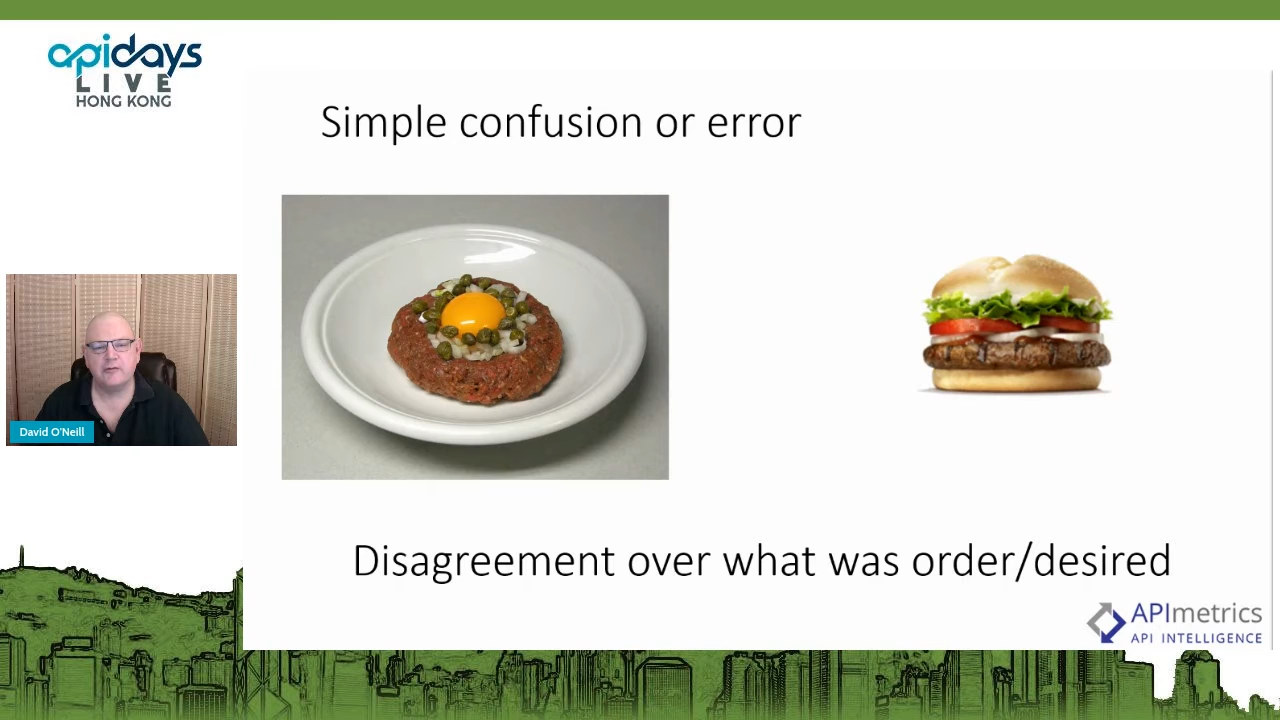 apidays
LIVE
HONG KONG
Simple confusion or error
David O'Neill
Disagreement over what was order/desired
APImetrics
API INTELLIGENCE